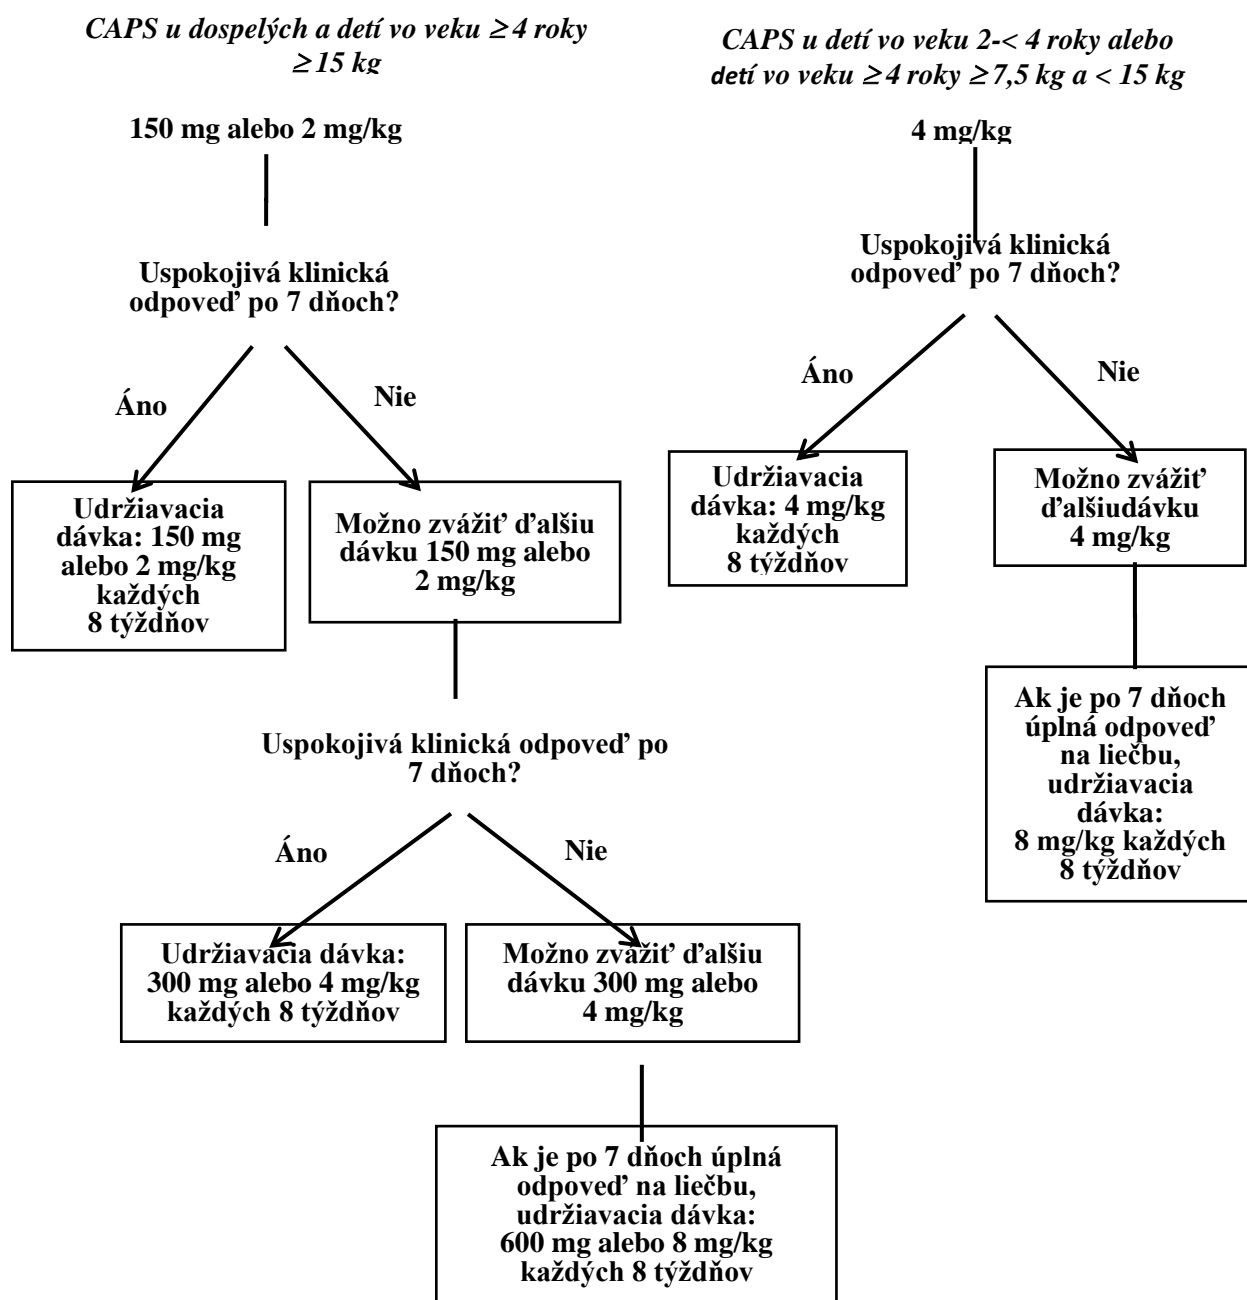 CAPS u dospelých a detí vo veku ≥ 4 roky
≥ 15 kg
150 mg alebo 2 mg/kg
Uspokojivá klinická
odpoveď po 7 dňoch?
Áno
Nie
Udržiavacia
dávka: 150 mg
alebo 2 mg/kg
každých
8 týždňov
Možno zvážiť ďalšiu
dávku 150 mg alebo
2 mg/kg
Uspokojivá klinická odpoveď po
7 dňoch?
Áno
Nie
Udržiavacia dávka:
300 mg alebo 4 mg/kg
každých 8 týždňov
Možno zvážiť ďalšiu
dávku 300 mg alebo
4 mg/kg
Ak je po 7 dňoch úplná
odpoveď na liečbu,
udržiavacia dávka:
600 mg alebo 8 mg/kg
každých 8 týždňov
CAPS u detí vo veku 2-< 4 roky alebo
detí vo veku ≥ 4 roky ≥ 7,5 kg a < 15 kg
4 mg/kg
Uspokojivá klinická
odpoveď po 7 dňoch?
Áno
Nie
Udržiavacia
dávka: 4 mg/kg
každých
8 týždňov
Možno zvážiť
ďalšiudávku
4 mg/kg
Ak je po 7 dňoch
úplná odpoveď
na liečbu,
udržiavacia
dávka:
8 mg/kg každých
8 týždňov